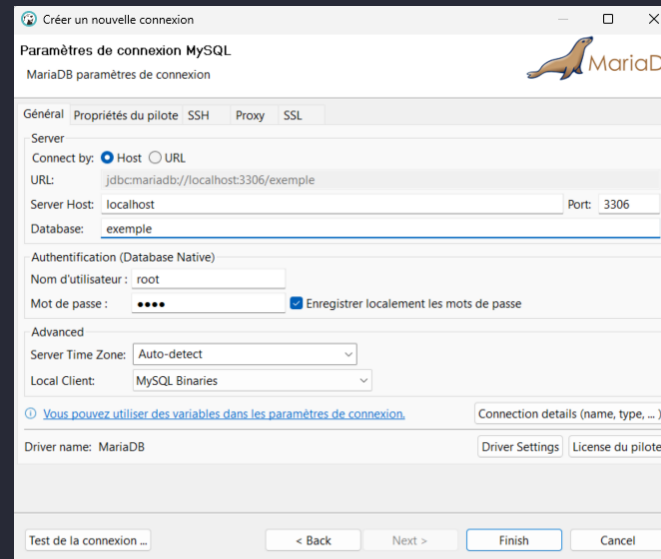 Créer un nouvelle connexion
Paramètres de connexion MySQL
MariaDB paramètres de connexion
MariaD
Général Propriétés du pilote SSH Proxy SSL
Server
Connect by: Host URL
URL: jdbc:mariadb://localhost:3306/exemple
Server Host: localhost Port: 3306
Database: exemple
Authentification (Database Native)
Nom d'utilisateur : root
Mot de passe : •••• Enregistrer localement les mots de passe
Advanced
Server Time Zone: Auto-detect
Local Client: MySQL Binaries
Vous pouvez utiliser des variables dans les paramètres de connexion. Connection details (name, type, ... )
Driver name: MariaDB Driver Settings License du pilote
Test de la connexion ... < Back Next > Finish Cancel